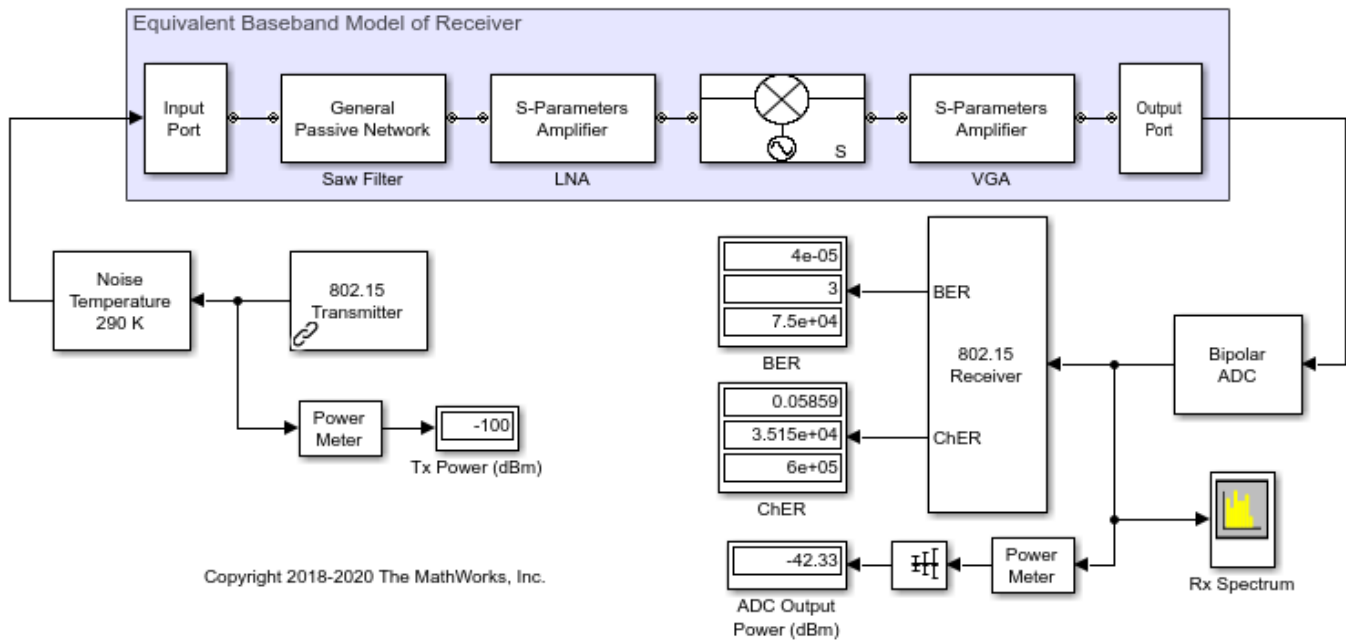 Equivalent Baseband Model of Receiver
Input
Port
General
Passive Network
Saw Filter
S-Parameters
Amplifier
LNA
S
S-Parameters
Amplifier
VGA
Output
Port
Noise
Temperature
290 K
802.15
Transmitter
Power
Meter
-100
Tx Power (dBm)
4e-05
3
7.5e+04
BER
0.05859
3.515e+04
6e+05
ChER
BER
802.15
Receiver
ChER
Bipolar
ADC
-42.33
ADC Output
Power (dBm)
Power
Meter
Rx Spectrum
Copyright 2018-2020 The MathWorks, Inc.